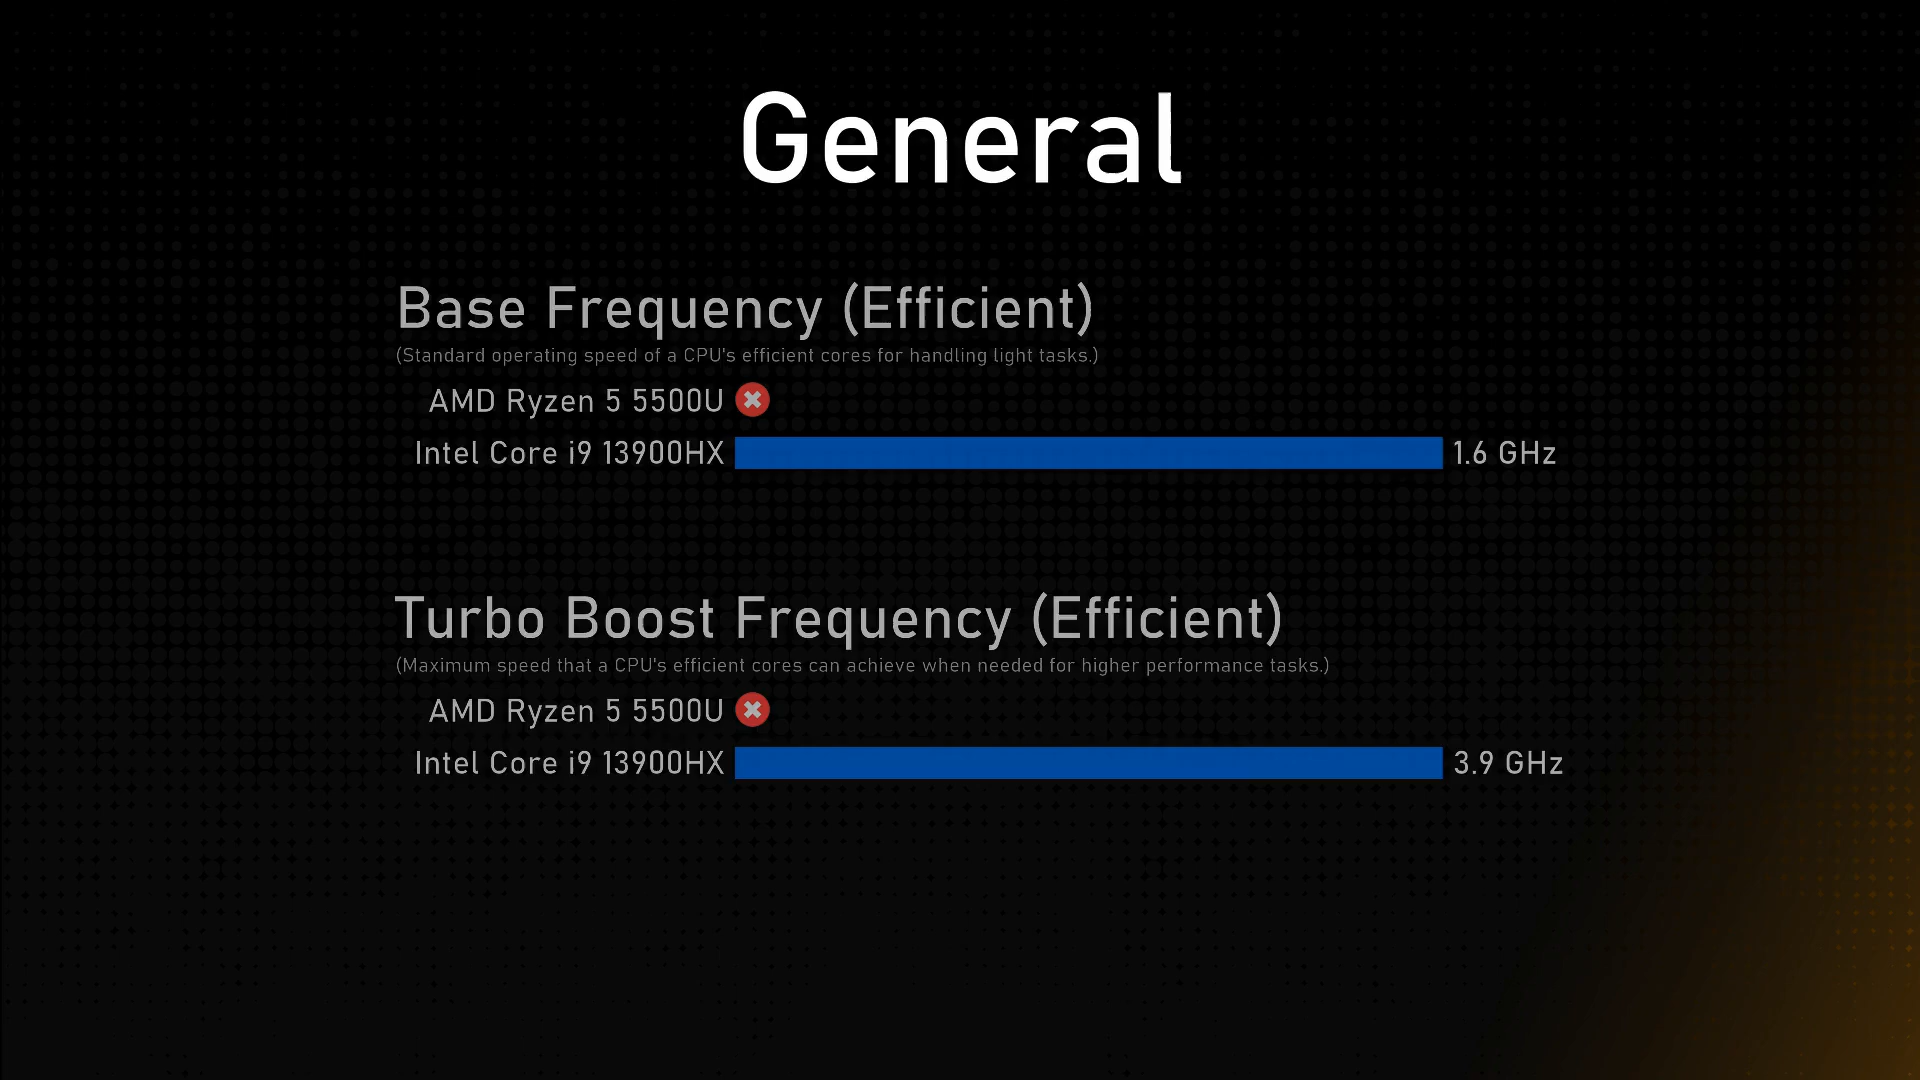 General
Base Frequency (Efficient)
(Standard operating speed of a CPU's efficient cores for handling light tasks.)
AMD Ryzen 5 5500U
Intel Core i9 13900HX 1.6 GHz
Turbo Boost Frequency (Efficient)
(Maximum speed that a CPU's efficient cores can achieve when needed for higher performance tasks.)
AMD Ryzen 5 5500U
Intel Core i9 13900HX 3.9 GHz